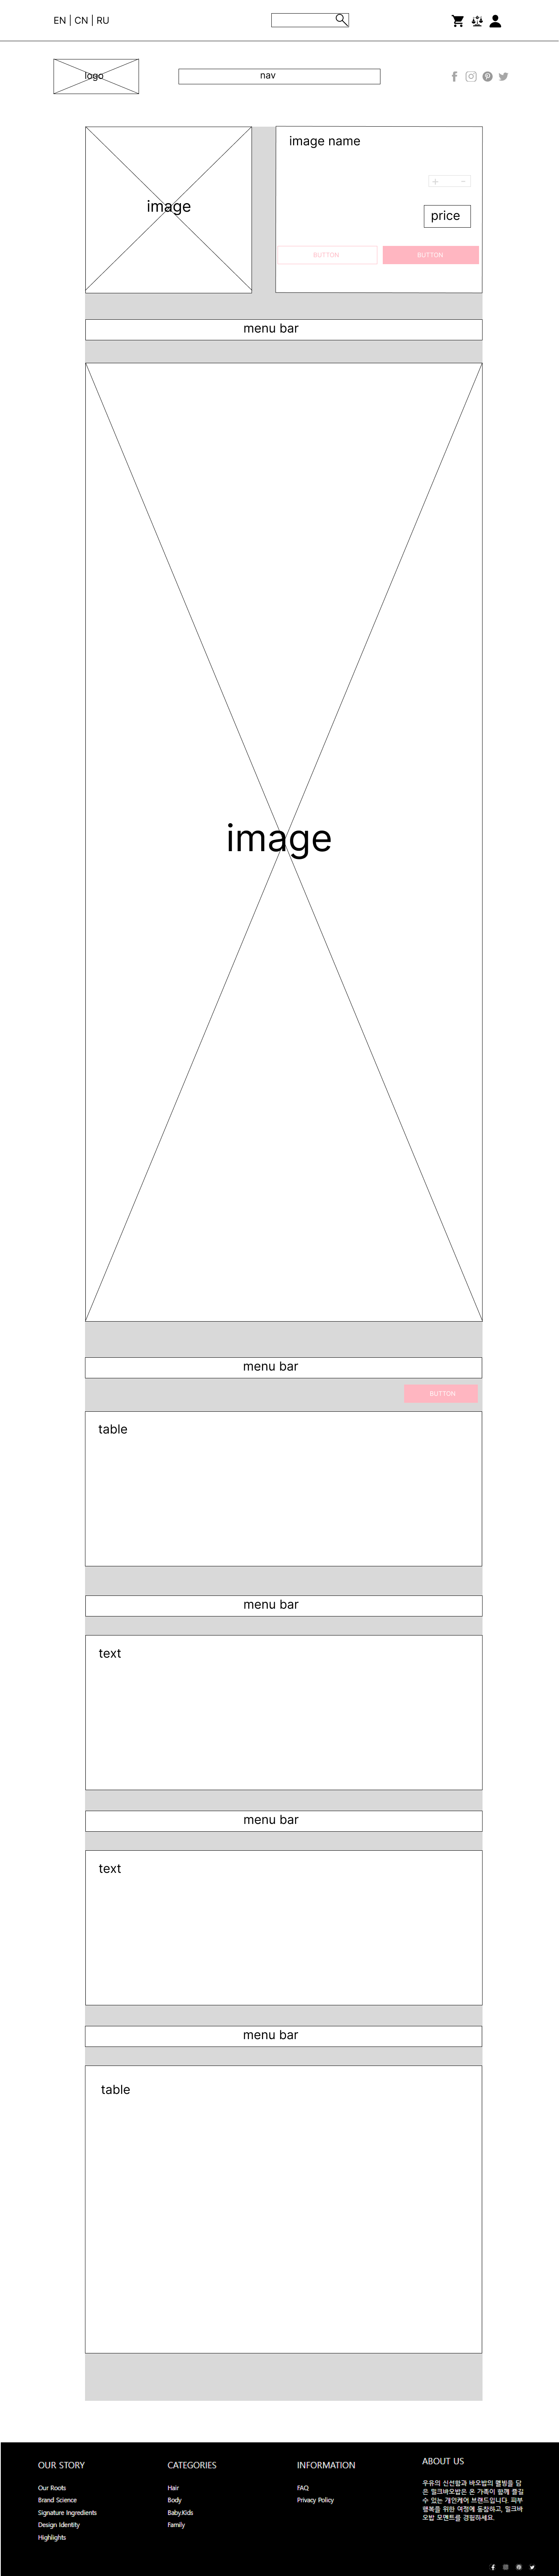 EN | CN | RU
logo
nav
image
image name
price
BUTTON
BUTTON
menu bar
image
menu bar
BUTTON
table
menu bar
text
menu bar
text
menu bar
table
OUR STORY
Our Roots
Brand Science
Signature Ingredients
Design Identity
Highlights
CATEGORIES
Hair
Body
Baby.Kids
Family
INFORMATION
FAQ
Privacy Policy
ABOUT US
우유의 신선함과 바오밥의 웰빙을 담
은 밀크바오밥은 온 가족이 함께 즐길
수 있는 개인케어 브랜드입니다. 피부
행복을 위한 여정에 동참하고, 밀크바
오밥 모멘트를 경험하세요.